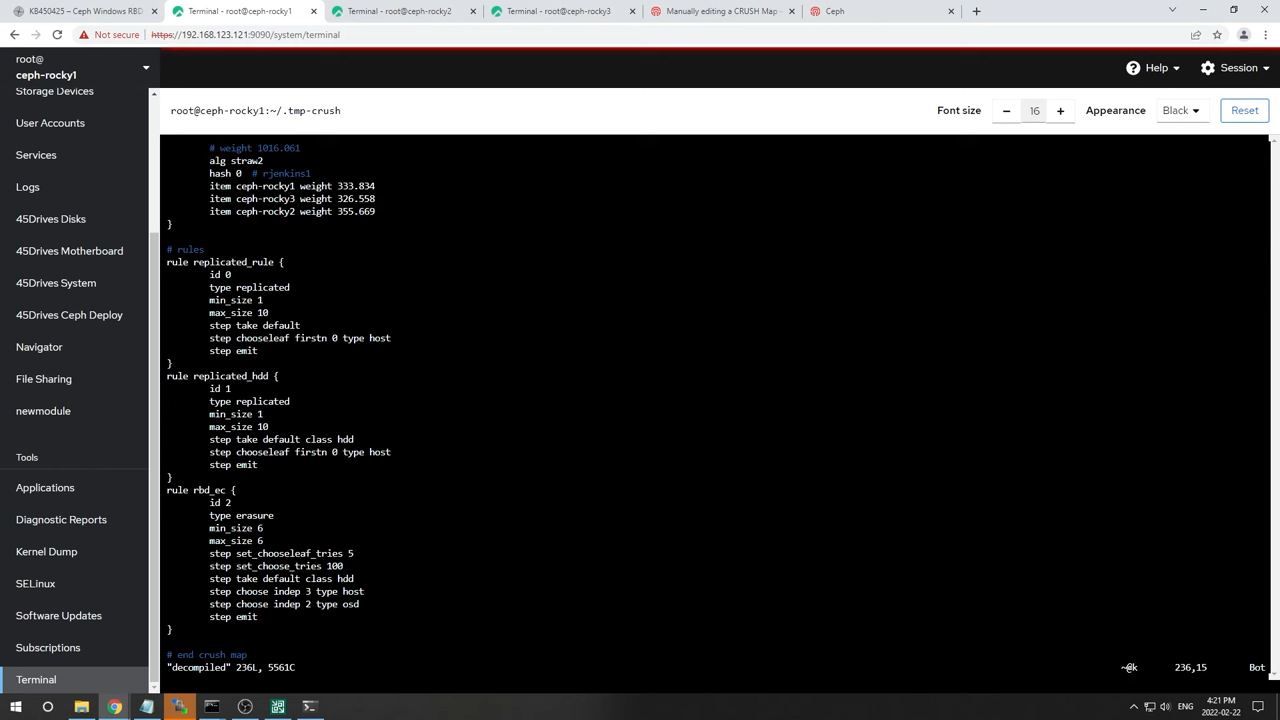 KB450425 – Ceph Windows RBD
Terminal - root@ceph-rocky1
Terminal - root@ceph-rocky2
Terminal - root@ceph-rocky3
Manually editing a CRUSH Map -
Ceph
Not secure
https://192.168.123.121:9090/system/terminal
root@
ceph-rocky1
Help
Session
Storage Devices
User Accounts
Services
Logs
45Drives Disks
45Drives Motherboard
45Drives System
45Drives Ceph Deploy
Navigator
File Sharing
newmodule
Tools
Applications
Diagnostic Reports
Kernel Dump
SELinux
Software Updates
Subscriptions
Terminal
root@ceph-rocky1:~/.tmp-crush
Font size
16
Appearance
Black
Reset
# weight 1016.061
alg straw2
hash 0  # rjenkins1
item ceph-rocky1 weight 333.834
item ceph-rocky3 weight 326.558
item ceph-rocky2 weight 355.669
}
# rules
rule replicated_rule {
id 0
type replicated
min_size 1
max_size 10
step take default
step chooseleaf firstn 0 type host
step emit
}
rule replicated_hdd {
id 1
type replicated
min_size 1
max_size 10
step take default class hdd
step chooseleaf firstn 0 type host
step emit
}
rule rbd_ec {
id 2
type erasure
min_size 6
max_size 6
step set_chooseleaf_tries 5
step set_choose_tries 100
step take default class hdd
step choose indep 3 type host
step choose indep 2 type osd
step emit
}
# end crush map
"decompiled" 236L, 5561C
~@k
236,15
Bot
ENG
4:21 PM
2022-02-22